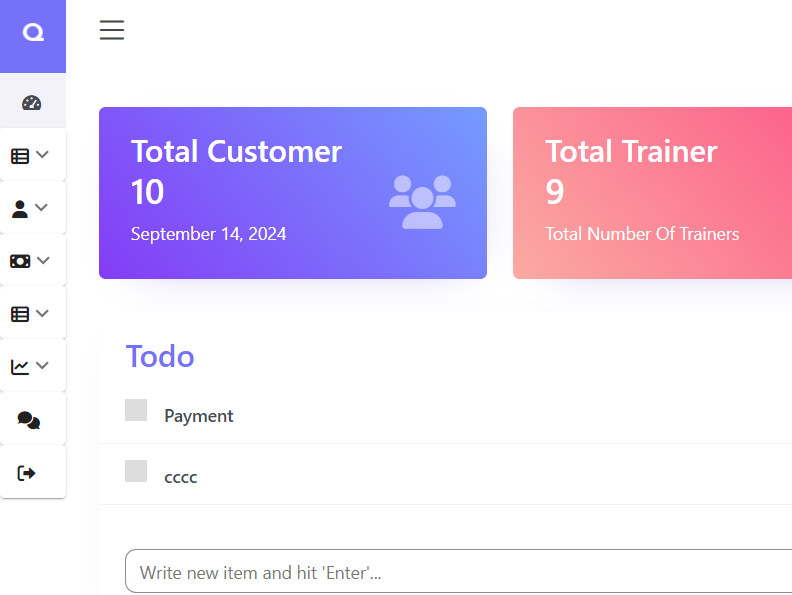 Total Customer
10
September 14, 2024
Total Trainer
9
Total Number Of Trainers
Todo
Payment
cccc
Write new item and hit 'Enter'...